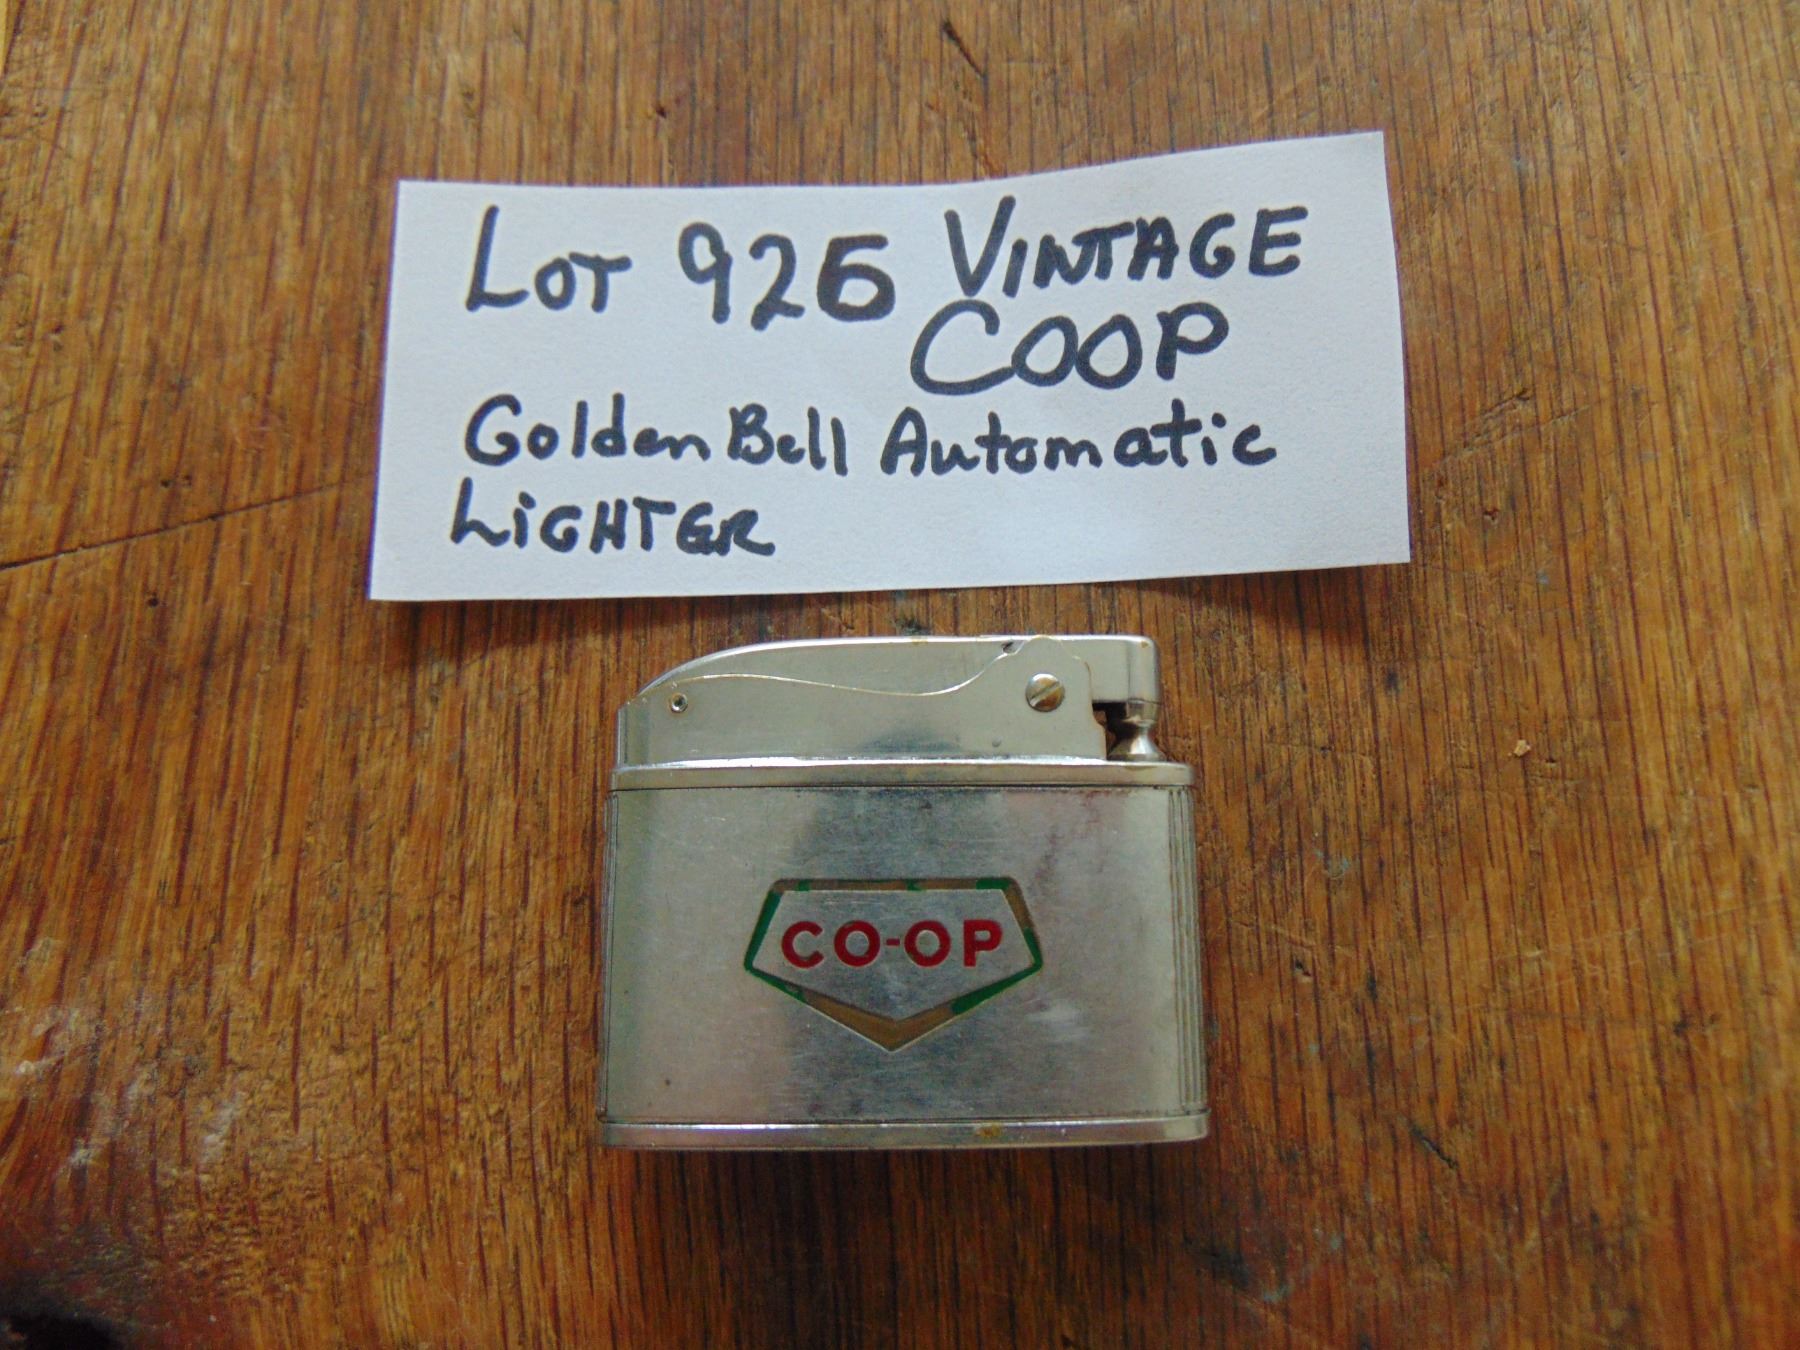 LOT 926 VINTAGE
COOP
Golden Bell Automatic
LiGHTER
CO-OP